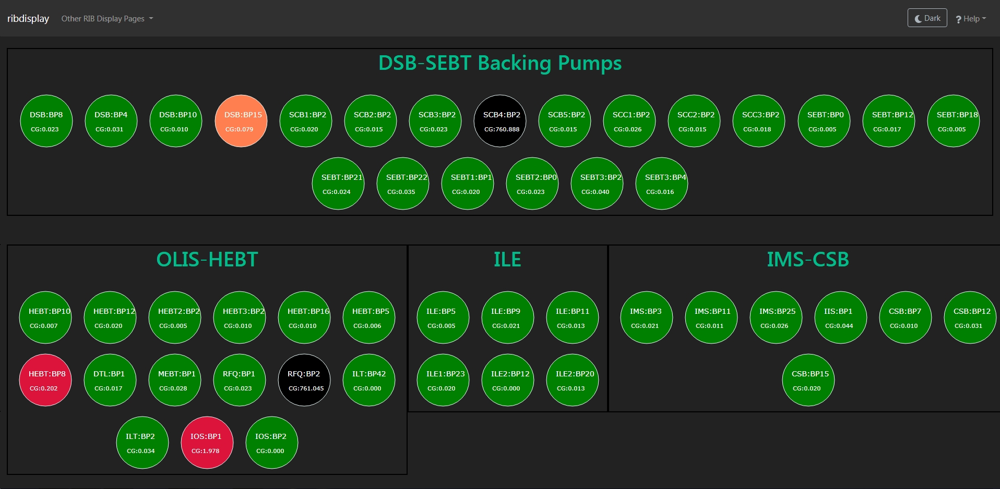 ribdisplay Other RIB Display Pages Dark ? Help
DSB-SEBT Backing Pumps
DSB:BP8 DSB:BP4 DSB:BP10 DSB:BP15 SCB1:BP2 SCB2:BP2 SCB3:BP2 SCB4:BP2 SCB5:BP2 SCC1:BP2 SCC2:BP2 SCC3:BP2 SEBT:BP0 SEBT:BP12 SEBT:BP18
CG:0.023 CG:0.031 CG:0.010 CG:0.079 CG:0.020 CG:0.015 CG:0.023 CG:760.888 CG:0.015 CG:0.026 CG:0.015 CG:0.018 CG:0.005 CG:0.017 CG:0.005
SEBT:BP21 SEBT:BP22 SEBT1:BP1 SEBT2:BP0 SEBT3:BP2 SEBT3:BP4
CG:0.024 CG:0.035 CG:0.020 CG:0.023 CG:0.040 CG:0.016
OLIS-HEBT
HEBT:BP10 HEBT:BP12 HEBT2:BP2 HEBT3:BP2 HEBT:BP16 HEBT:BP5
CG:0.007 CG:0.020 CG:0.005 CG:0.010 CG:0.010 CG:0.006
HEBT:BP8 DTL:BP1 MEBT:BP1 RFQ:BP1 RFQ:BP2 ILT:BP42
CG:0.202 CG:0.017 CG:0.028 CG:0.023 CG:761.045 CG:0.000
ILT:BP2 IOS:BP1 IOS:BP2
CG:0.034 CG:1.978 CG:0.000
ILE
ILE:BP5 ILE:BP9 ILE:BP11
CG:0.005 CG:0.021 CG:0.013
ILE1:BP23 ILE2:BP12 ILE2:BP20
CG:0.020 CG:0.000 CG:0.013
IMS-CSB
IMS:BP3 IMS:BP11 IMS:BP25 IIS:BP1 CSB:BP7 CSB:BP12
CG:0.021 CG:0.011 CG:0.026 CG:0.044 CG:0.010 CG:0.031
CSB:BP15
CG:0.020